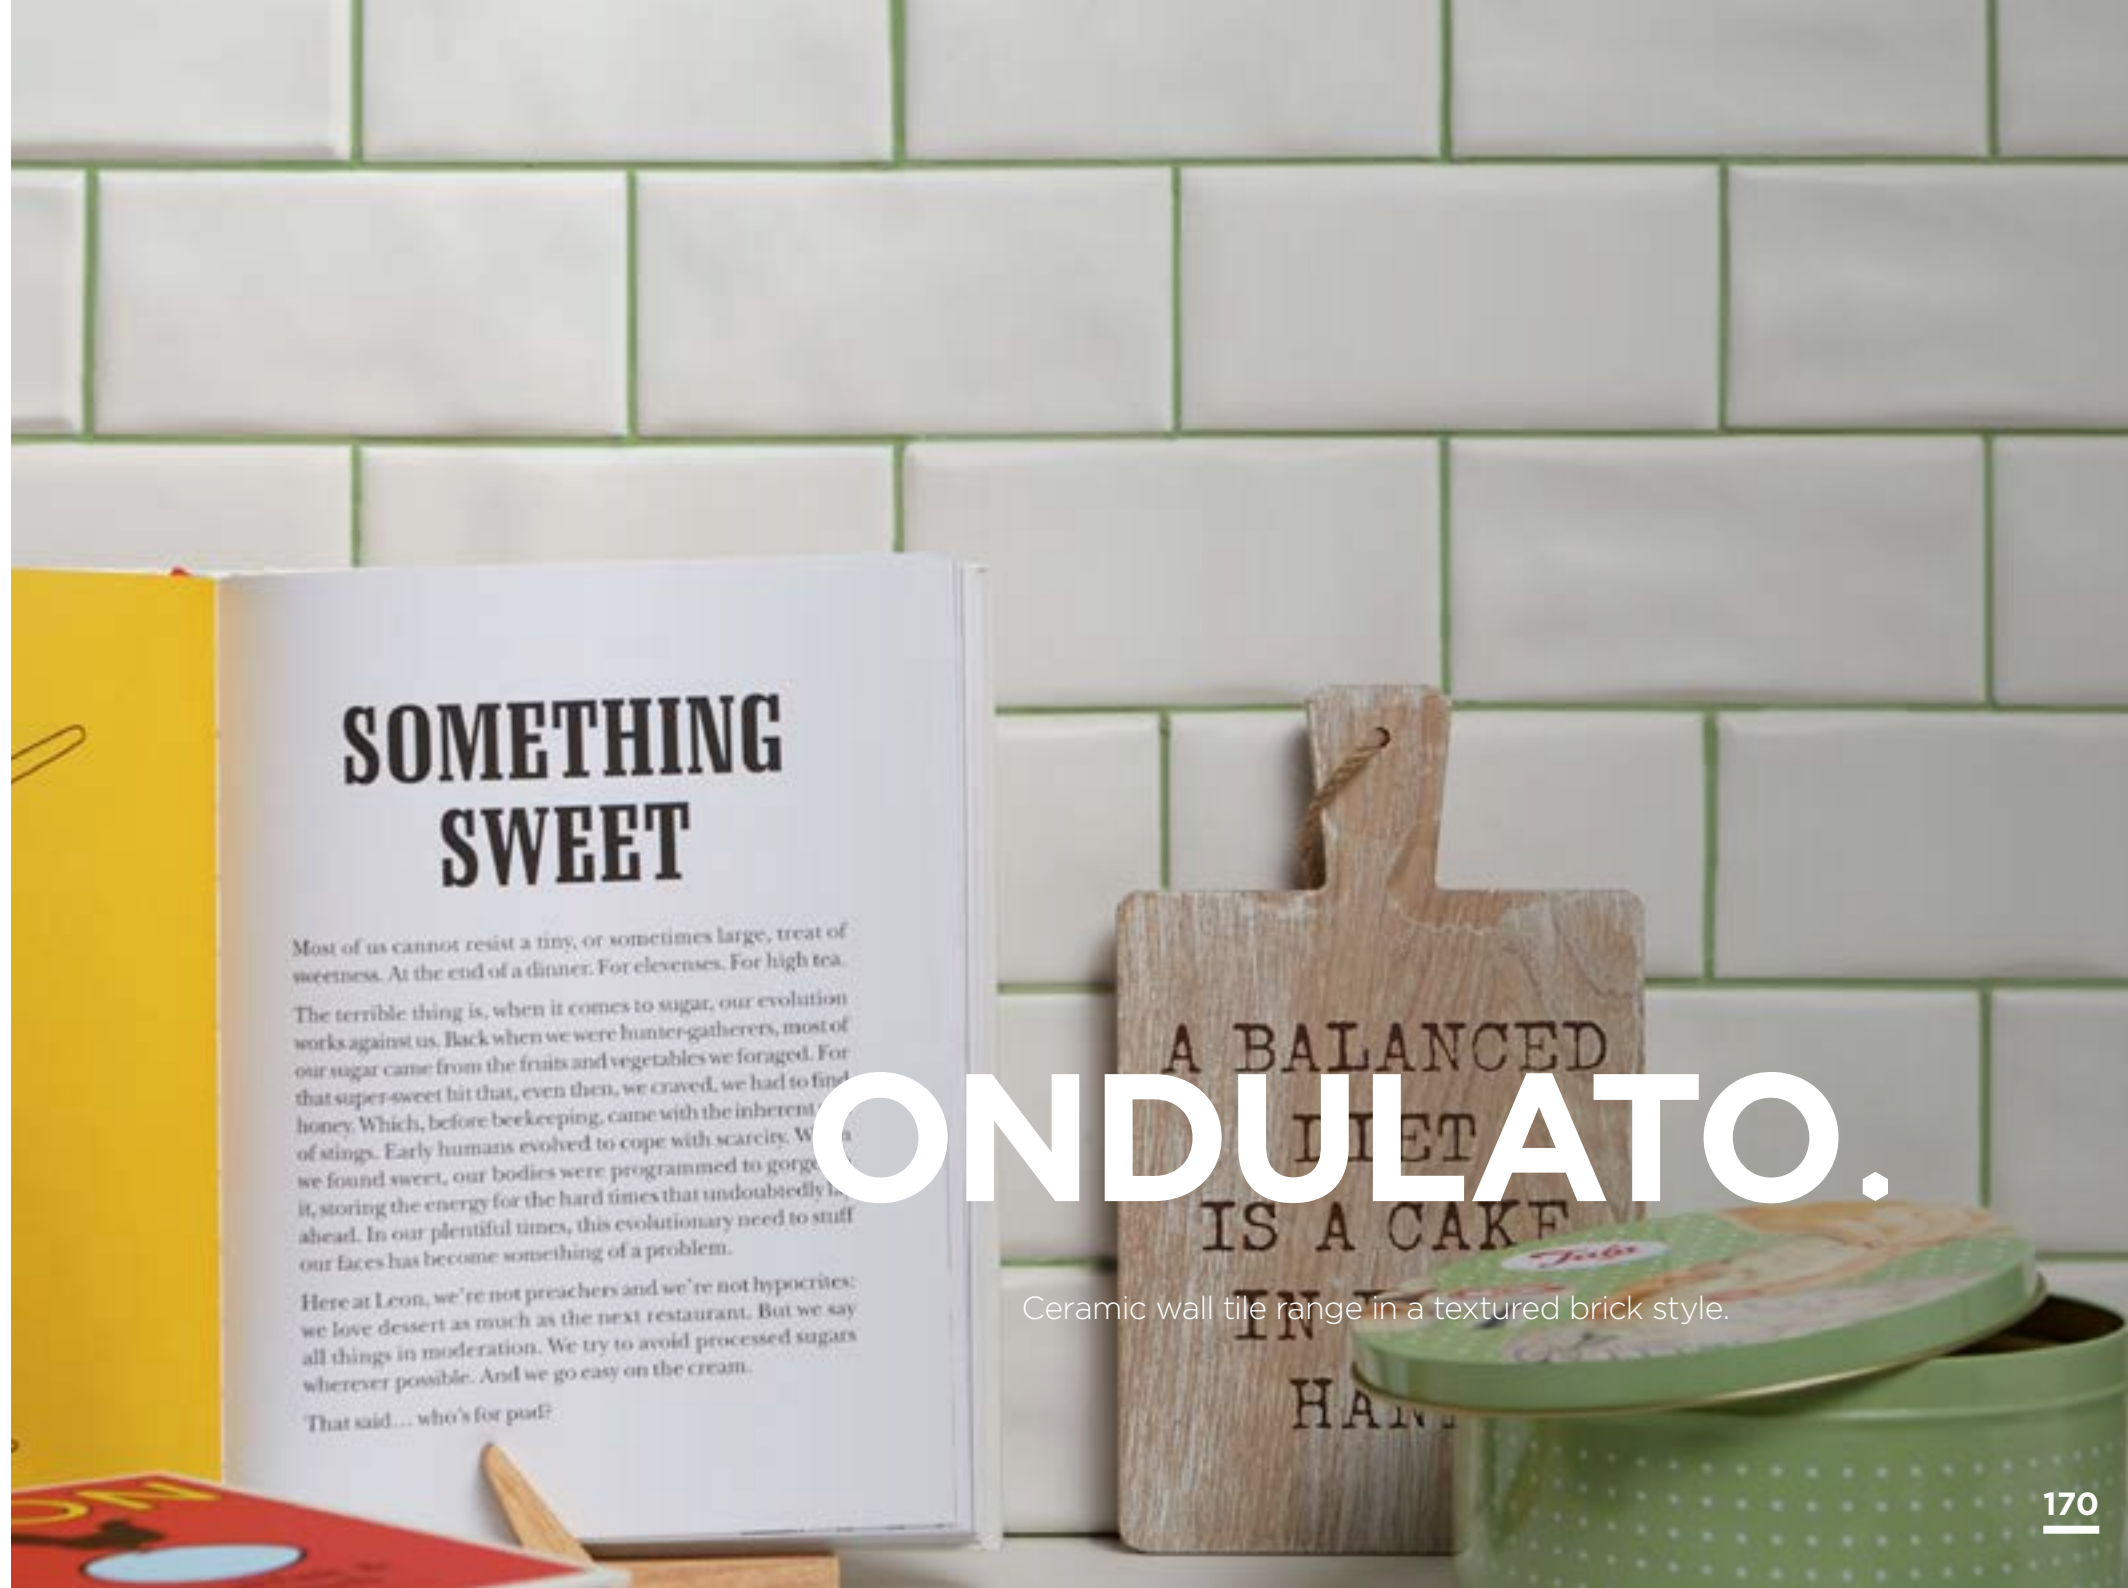 SOMETHING
SWEET
Most of us cannot resist a tiny, or sometimes large, treat of
sweetness. At the end of a dinner. For elevenses. For high tea.
The terrible thing is, when it comes to sugar, our evolution
works against us. Back when we were hunter-gatherers, most of
our sugar came from the fruits and vegetables we foraged. For
that super-sweet hit that, even then, we craved, we had to find
honey. Which, before beekeeping, came with the inherent
of stings. Early humans evolved to cope with scarcity.
we found sweet, our bodies were programmed to
it, storing the energy for the hard times that undoubtedly
ahead. In our plentiful times, this evolutionary need to stuff
our faces has become something of a problem.
Here at Leon, we're not preachers and we're not hypocrites:
we love dessert as much as the next restaurant. But we say
all things in moderation. We try to avoid processed sugars
wherever possible. And we go easy on the cream.
That said... who's for pud?
A BALANCED
DIET
IS A CAKE
IN
ONDULATO.
Ceramic wall tile range in a textured brick style.
Tala
170